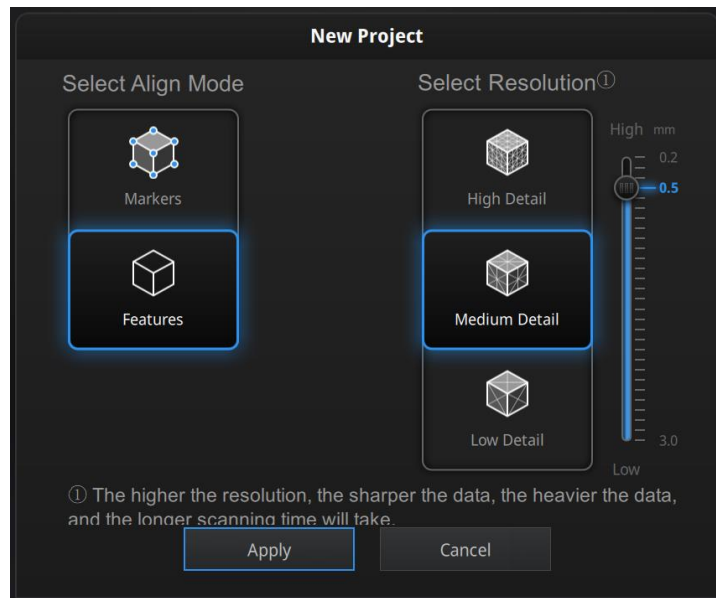 New Project
Select Align Mode
Select Resolution①
Markers
Features
High Detail
Medium Detail
Low Detail
High mm
0.2
0.5
3.0
Low
① The higher the resolution, the sharper the data, the heavier the data,
and the longer scanning time will take.
Apply
Cancel